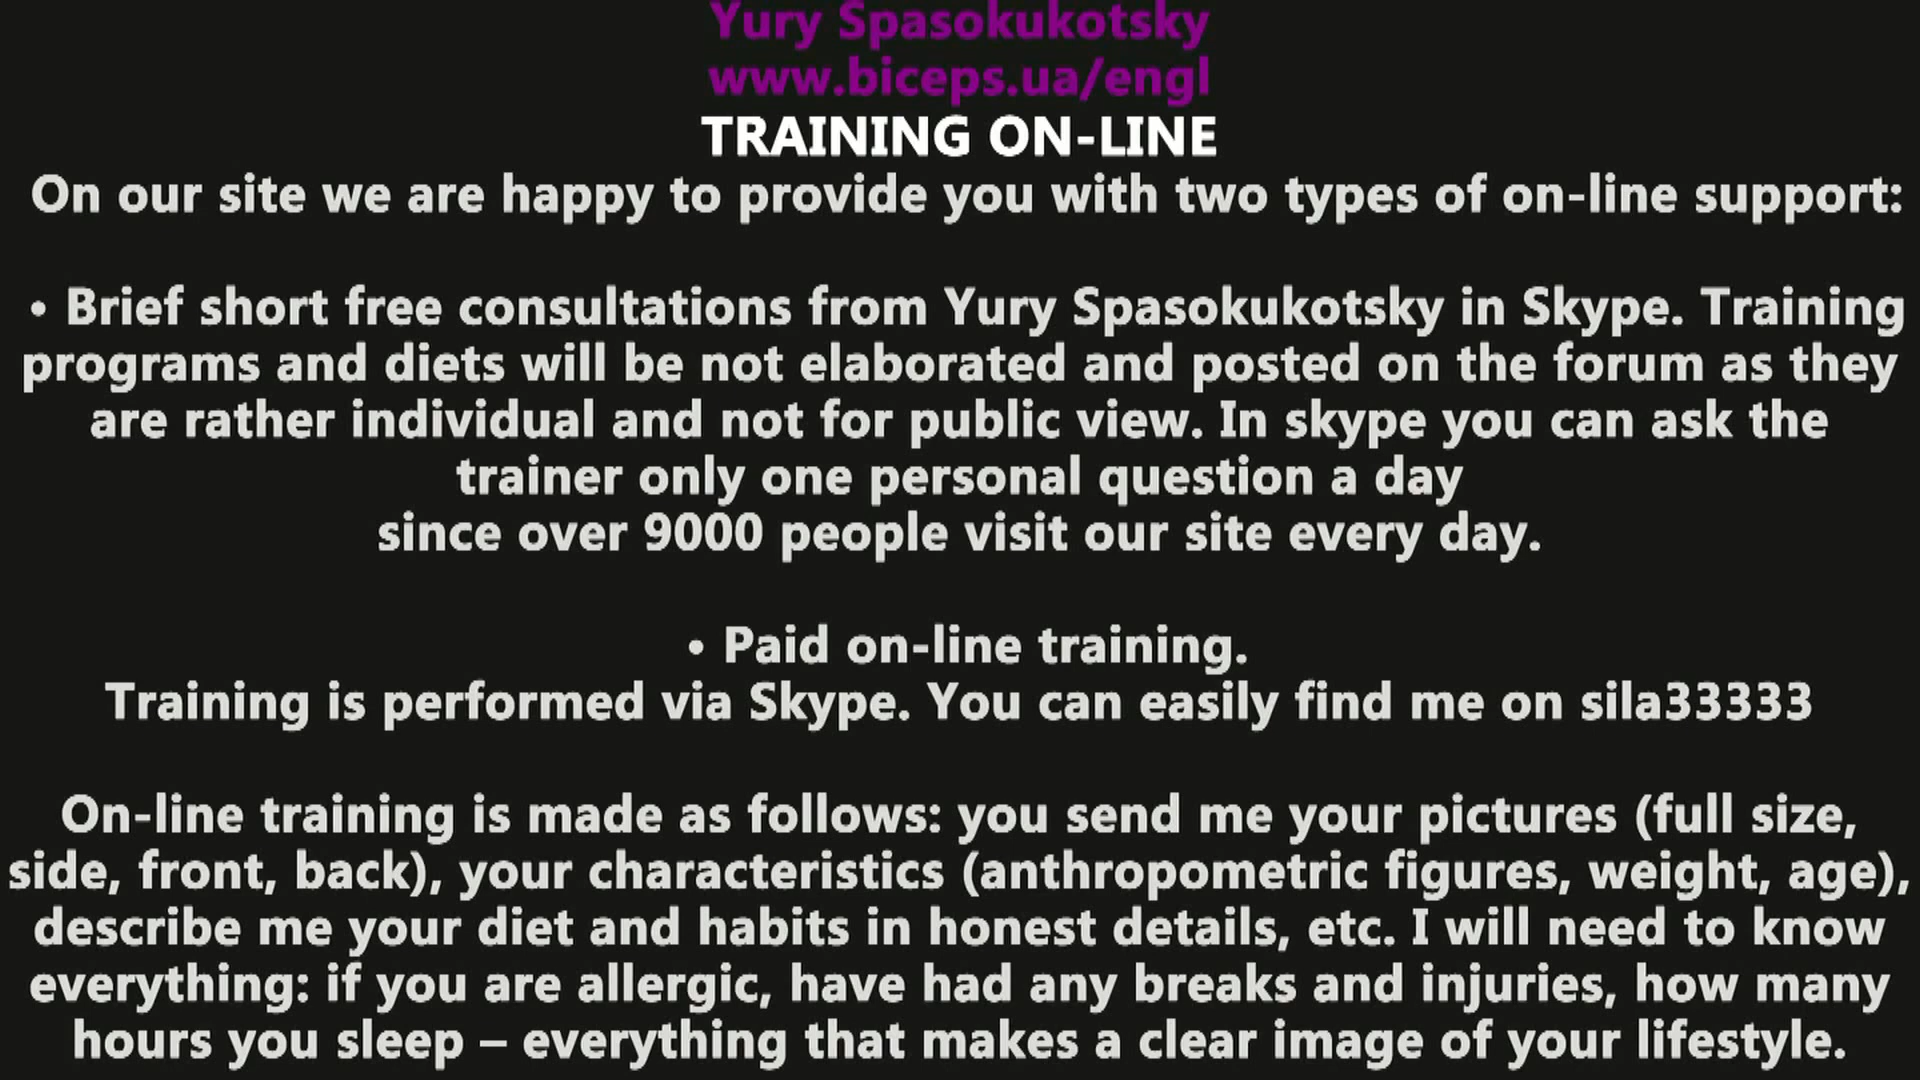 Yury Spasokukotsky
www.biceps.ua/engl
TRAINING ON-LINE
On our site we are happy to provide you with two types of on-line support:
• Brief short free consultations from Yury Spasokukotsky in Skype. Training
programs and diets will be not elaborated and posted on the forum as they
are rather individual and not for public view. In skype you can ask the
trainer only one personal question a day
since over 9000 people visit our site every day.
• Paid on-line training.
Training is performed via Skype. You can easily find me on sila33333
On-line training is made as follows: you send me your pictures (full size,
side, front, back), your characteristics (anthropometric figures, weight, age),
describe me your diet and habits in honest details, etc. I will need to know
everything: if you are allergic, have had any breaks and injuries, how many
hours you sleep – everything that makes a clear image of your lifestyle.